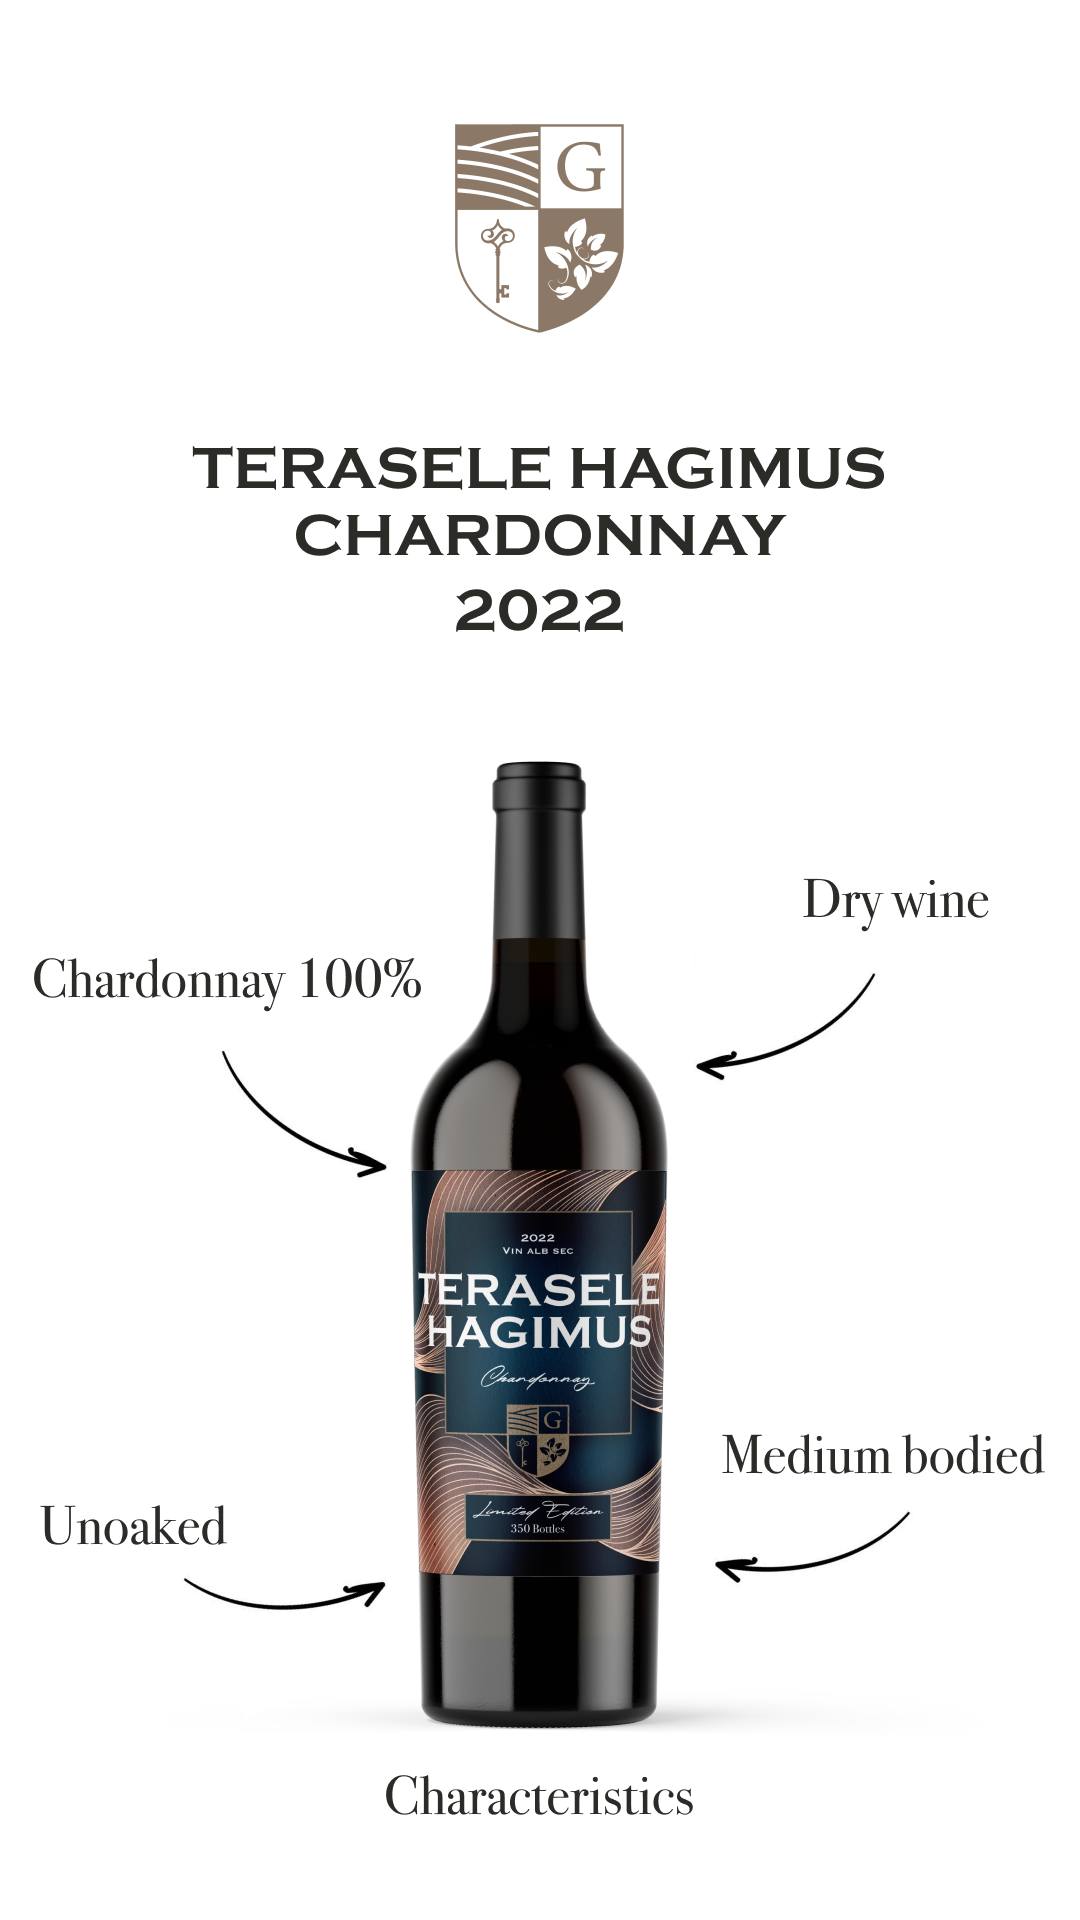 G
TERASELE HAGIMUS
CHARDONNAY
2022
Dry wine
Chardonnay 100%
2022
VIN ALB SEC
TERASELE
HAGIMUS
Chardonnay
G
Medium bodied
Limited Edition
350 Bottles
Unoaked
Characteristics